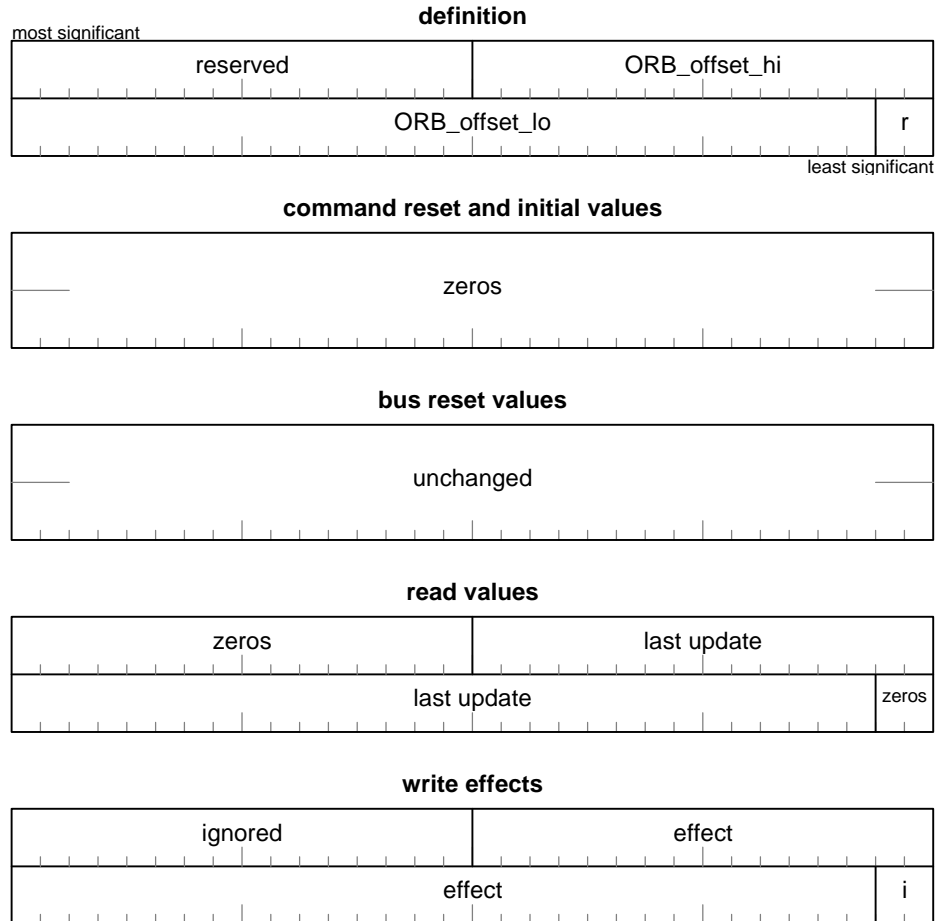 definition
most significant
reserved ORB_offset_hi
ORB_offset_lo r
least significant
command reset and initial values
zeros
bus reset values
unchanged
read values
zeros last update
last update zeros
write effects
ignored effect
effect i